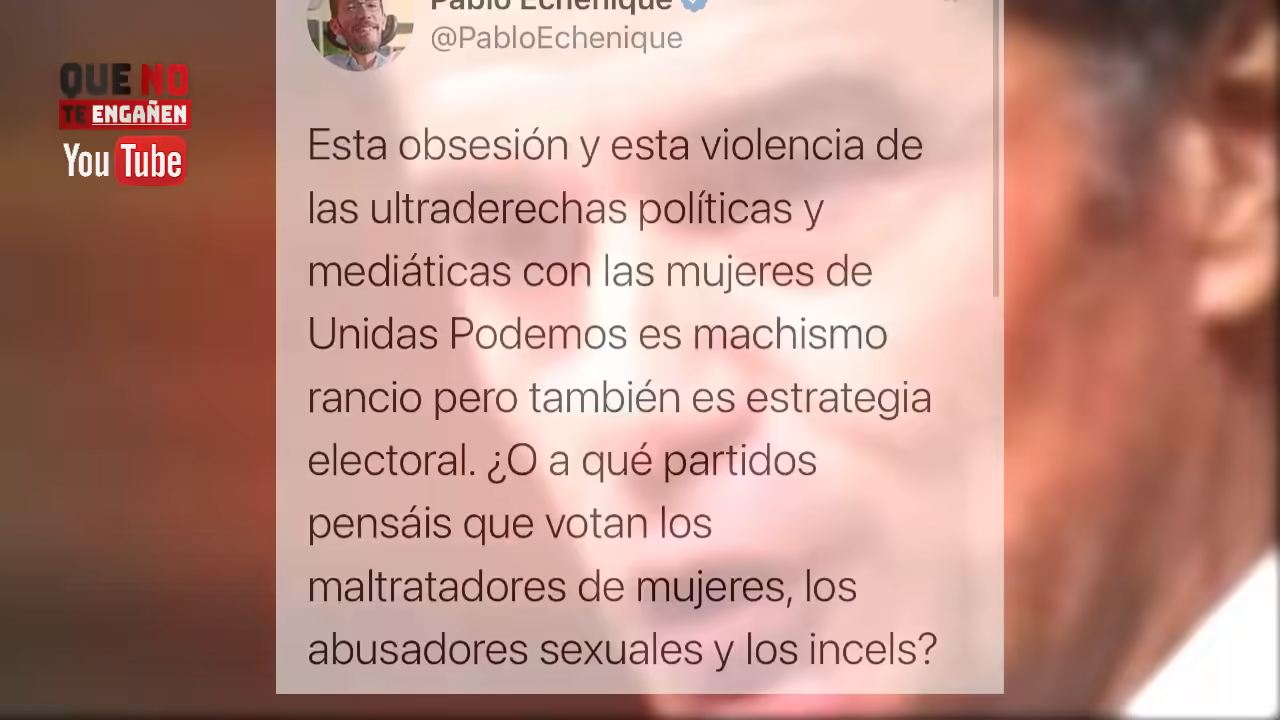 Pablo Echenique
@PabloEchenique
QUE NO
TE ENGAÑEN
YouTube
Esta obsesión y esta violencia de
las ultraderechas políticas y
mediáticas con las mujeres de
Unidas Podemos es machismo
rancio pero también es estrategia
electoral. ¿O a qué partidos
pensáis que votan los
maltratadores de mujeres, los
abusadores sexuales y los incels?